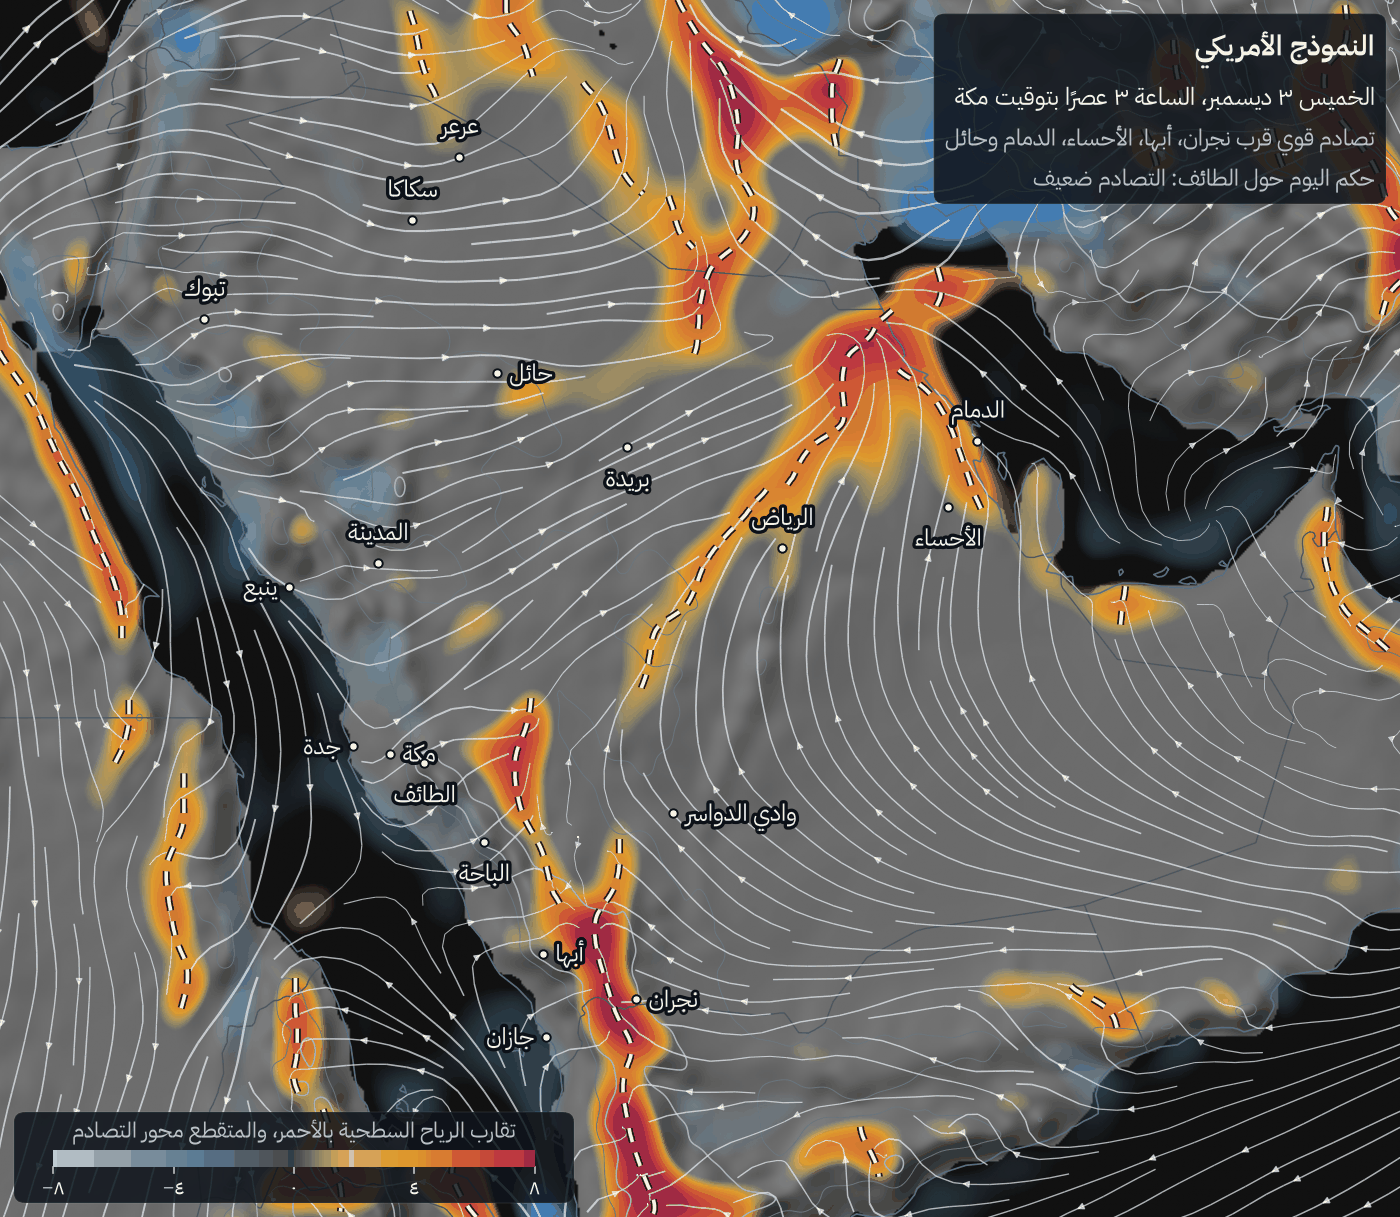 النموذج الأمريكي
الخميس ٣ ديسمبر، الساعة ٣ عصرًا بتوقيت مكة
تصادم قوي قرب نجران، أبها، الأحساء، الدمام وحائل
حكم اليوم حول الطائف: التصادم ضعيف
عرعر
سكاكا
تبوك
حائل
الدمام
بريدة
الرياض
المدينة
الأحساء
ينبع
جدة
مكة
الطائف
وادي الدواسر
الباحة
أبها
نجران
جازان
تقارب الرياح السطحية بالأحمر، والمتقطع محور التصادم
−٨ −٤ ٠ ٤ ٨